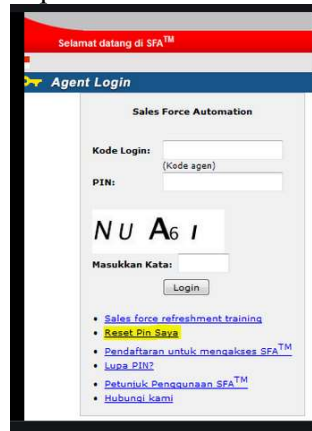 Selamat datang di SFA™
Agent Login
Sales Force Automation
Kode Login:
(Kode agen)
PIN:
NU A6 I
Masukkan Kata:
Login
• Sales force refreshment training
• Reset Pin Saya
• Pendaftaran untuk mengakses SFA™
• Lupa PIN?
• Petunjuk Penggunaan SFA™
• Hubungi kami